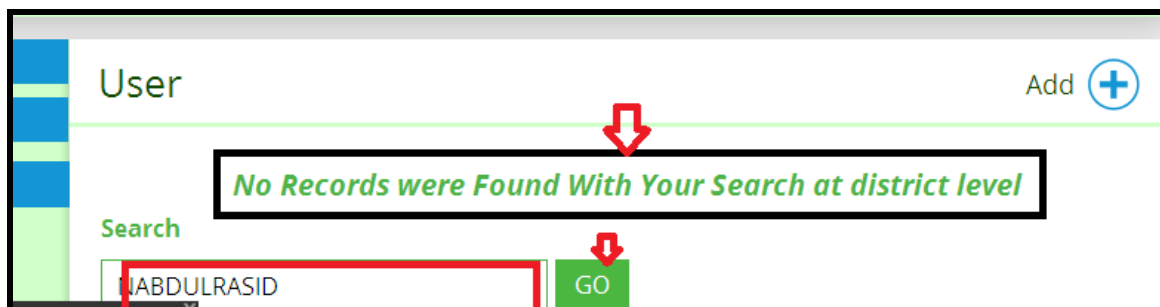 User
Add
No Records were Found With Your Search at district level
Search
NABDULRASID
GO